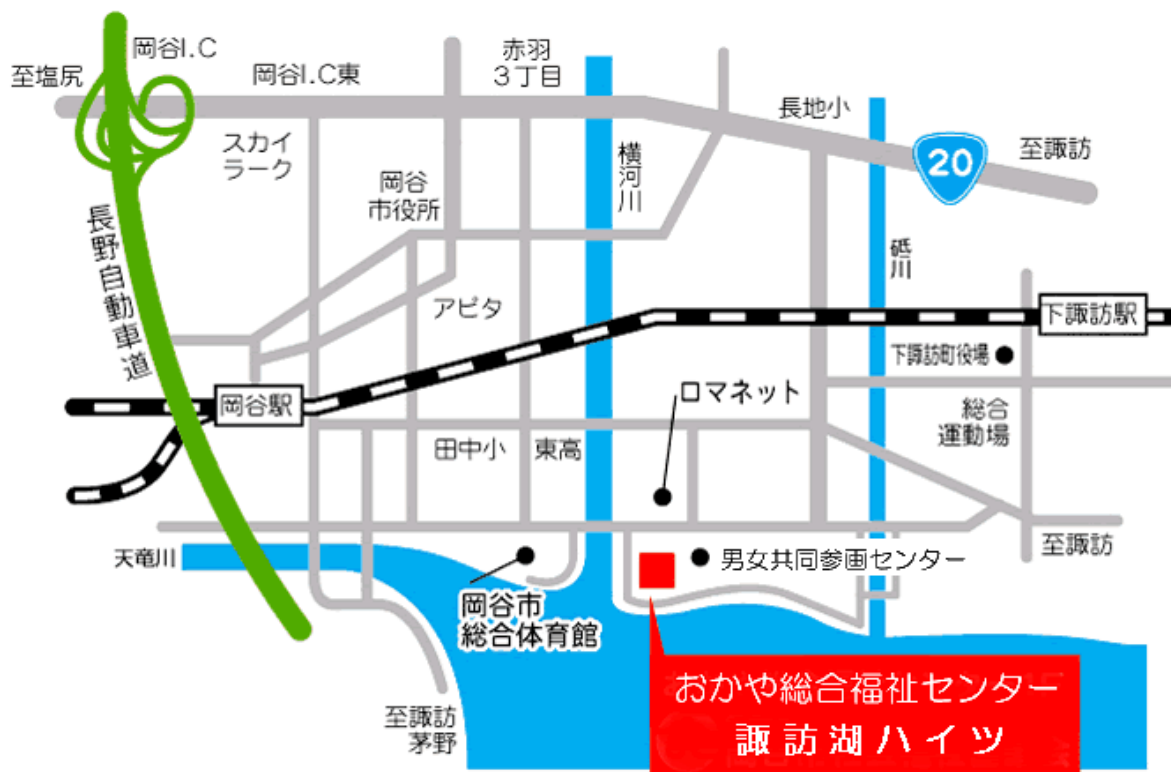 岡谷I.C
至塩尻
岡谷I.C東
赤羽
3丁目
長地小
スカイ
ラーク
横河川
20
至諏訪
岡谷
市役所
長野自動車道
砥川
アピタ
下諏訪駅
下諏訪町役場
岡谷駅
ロマネット
総合
運動場
田中小
東高
天竜川
男女共同参画センター
至諏訪
岡谷市
総合体育館
おかや総合福祉センター
諏訪湖ハイツ
至諏訪
茅野